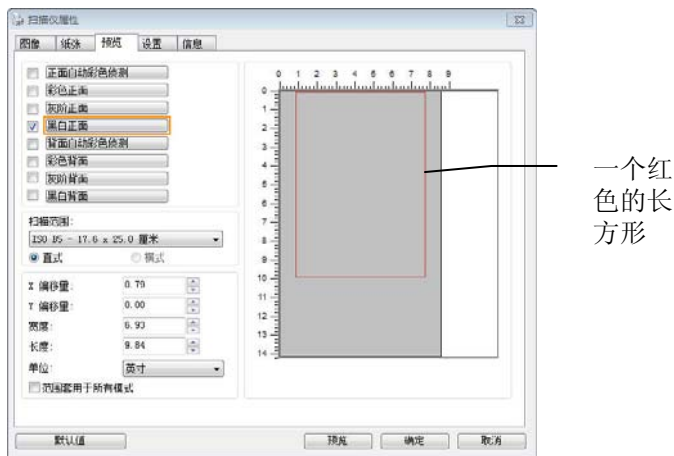 扫描仪属性
图像 纸张 预览 设置 信息
正面自动彩色侦测
彩色正面
灰阶正面
黑白正面
背面自动彩色侦测
彩色背面
灰阶背面
黑白背面
扫描范围:
ISO B5 - 17.6 x 25.0 厘米
直式 横式
X 偏移量: 0.79
Y 偏移量: 0.00
宽度: 6.93
长度: 9.84
单位: 英寸
范围套用于所有模式
0 1 2 3 4 5 6 7 8 9
0
1
2
3
4
5
6
7
8
9
10
11
12
13
14
一个红
色的长
方形
默认值 预览 确定 取消